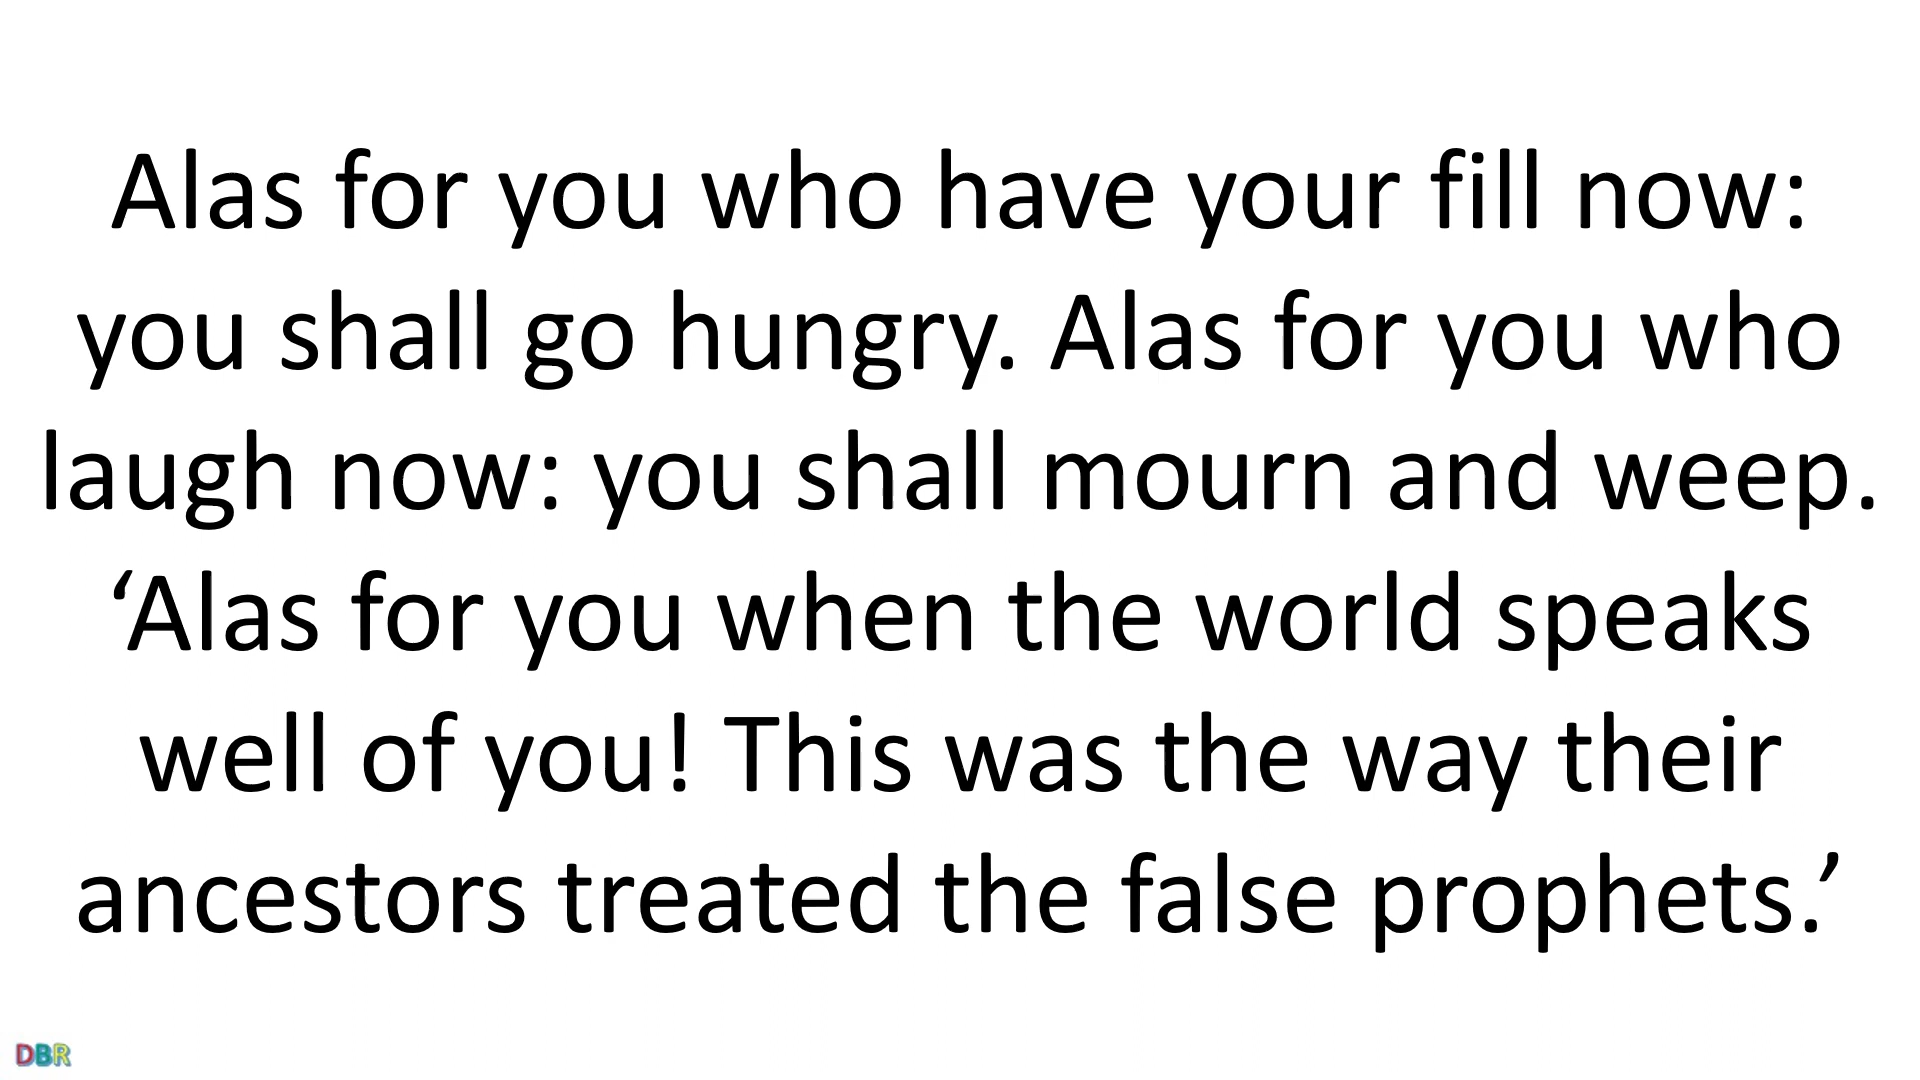 Alas for you who have your fill now:
you shall go hungry. Alas for you who
laugh now: you shall mourn and weep.
‘Alas for you when the world speaks
well of you! This was the way their
ancestors treated the false prophets.’
DBR